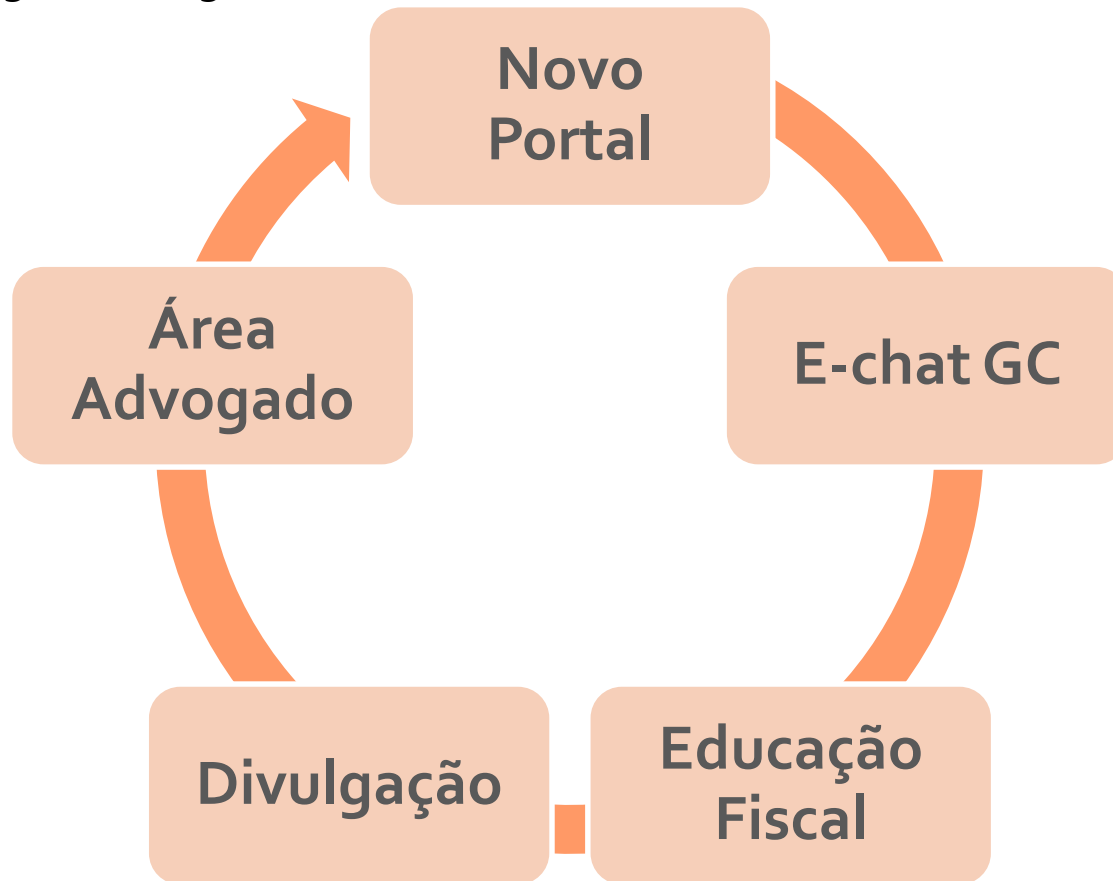 Novo
Portal
E-chat GC
Educação
Fiscal
Divulgação
Área
Advogado